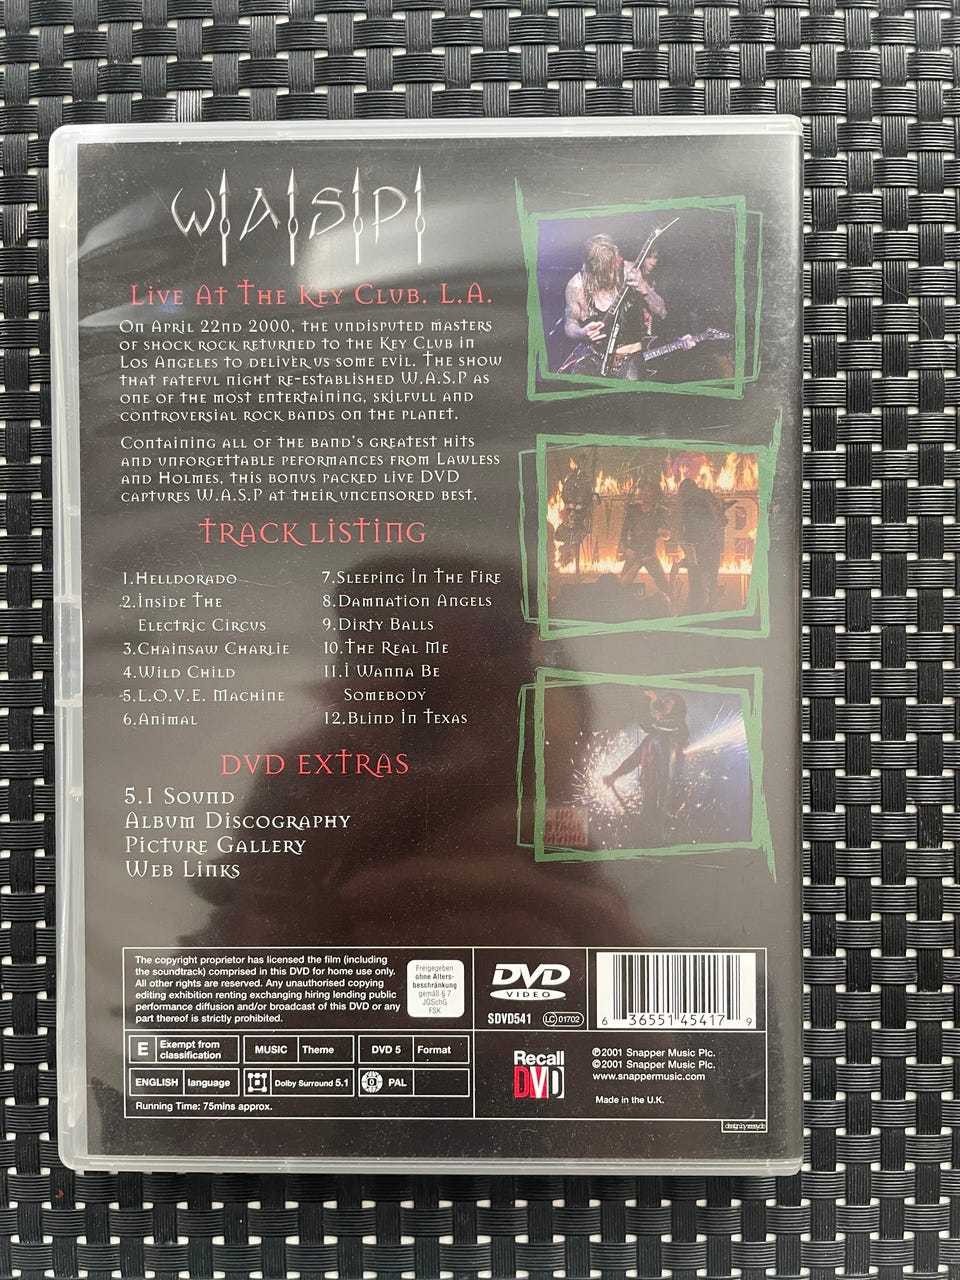 W.A.S.P.
Live At The Key Club. L.A.
On April 22nd 2000, the undisputed masters
of shock rock returned to the Key Club in
Los Angeles to deliver us some evil. The show
that fateful night re-established W.A.S.P as
one of the most entertaining, skilfull and
controversial rock bands on the planet.
Containing all of the band's greatest hits
and unforgettable peformances from Lawless
and Holmes, this bonus packed live DVD
captures W.A.S.P at their uncensored best.
Track Listing
1.Helldorado
2.Inside The
Electric Circus
3.Chainsaw Charlie
4.Wild Child
5.L.O.V.E. Machine
6.Animal
7.Sleeping In The Fire
8.Damnation Angels
9.Dirty Balls
10.The Real Me
11.I Wanna Be
Somebody
12.Blind In Texas
DVD Extras
5.1 Sound
Album Discography
Picture Gallery
Web Links
NO
STAGE
DIVING
The copyright proprietor has licensed the film (including
the soundtrack) comprised in this DVD for home use only.
All other rights are reserved. Any unauthorised copying
editing exhibition renting exchanging hiring lending public
performance diffusion and/or broadcast of this DVD or any
part thereof is strictly prohibited.
Freigegeben
ohne Alters-
beschränkung
gemäß § 7
JÖSchG
FSK
DVD
VIDEO
SDVD541 LC 01702
6 36551 45417 9
E Exempt from
classification
MUSIC Theme
DVD 5 Format
ENGLISH language
Dolby Surround 5.1
0 PAL
Running Time: 75mins approx.
Recall
DVD
℗2001 Snapper Music Plc.
©2001 Snapper Music Plc.
www.snappermusic.com
Made in the U.K.